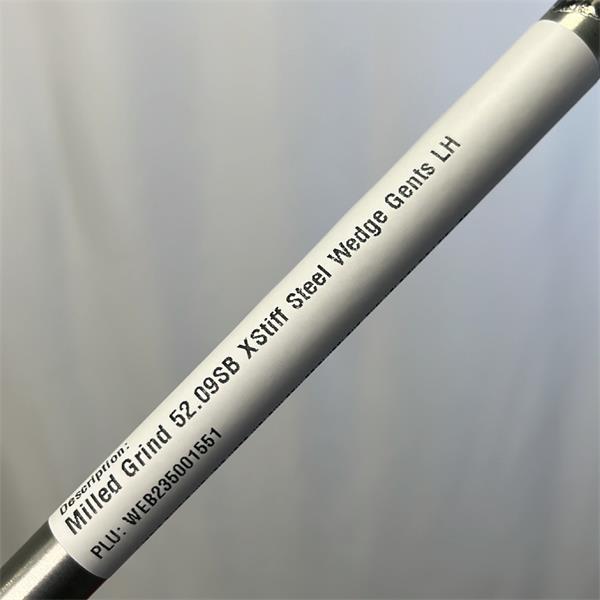 Description:
Milled Grind 52.09SB XStiff Steel Wedge Gents LH
PLU: WEB235001551